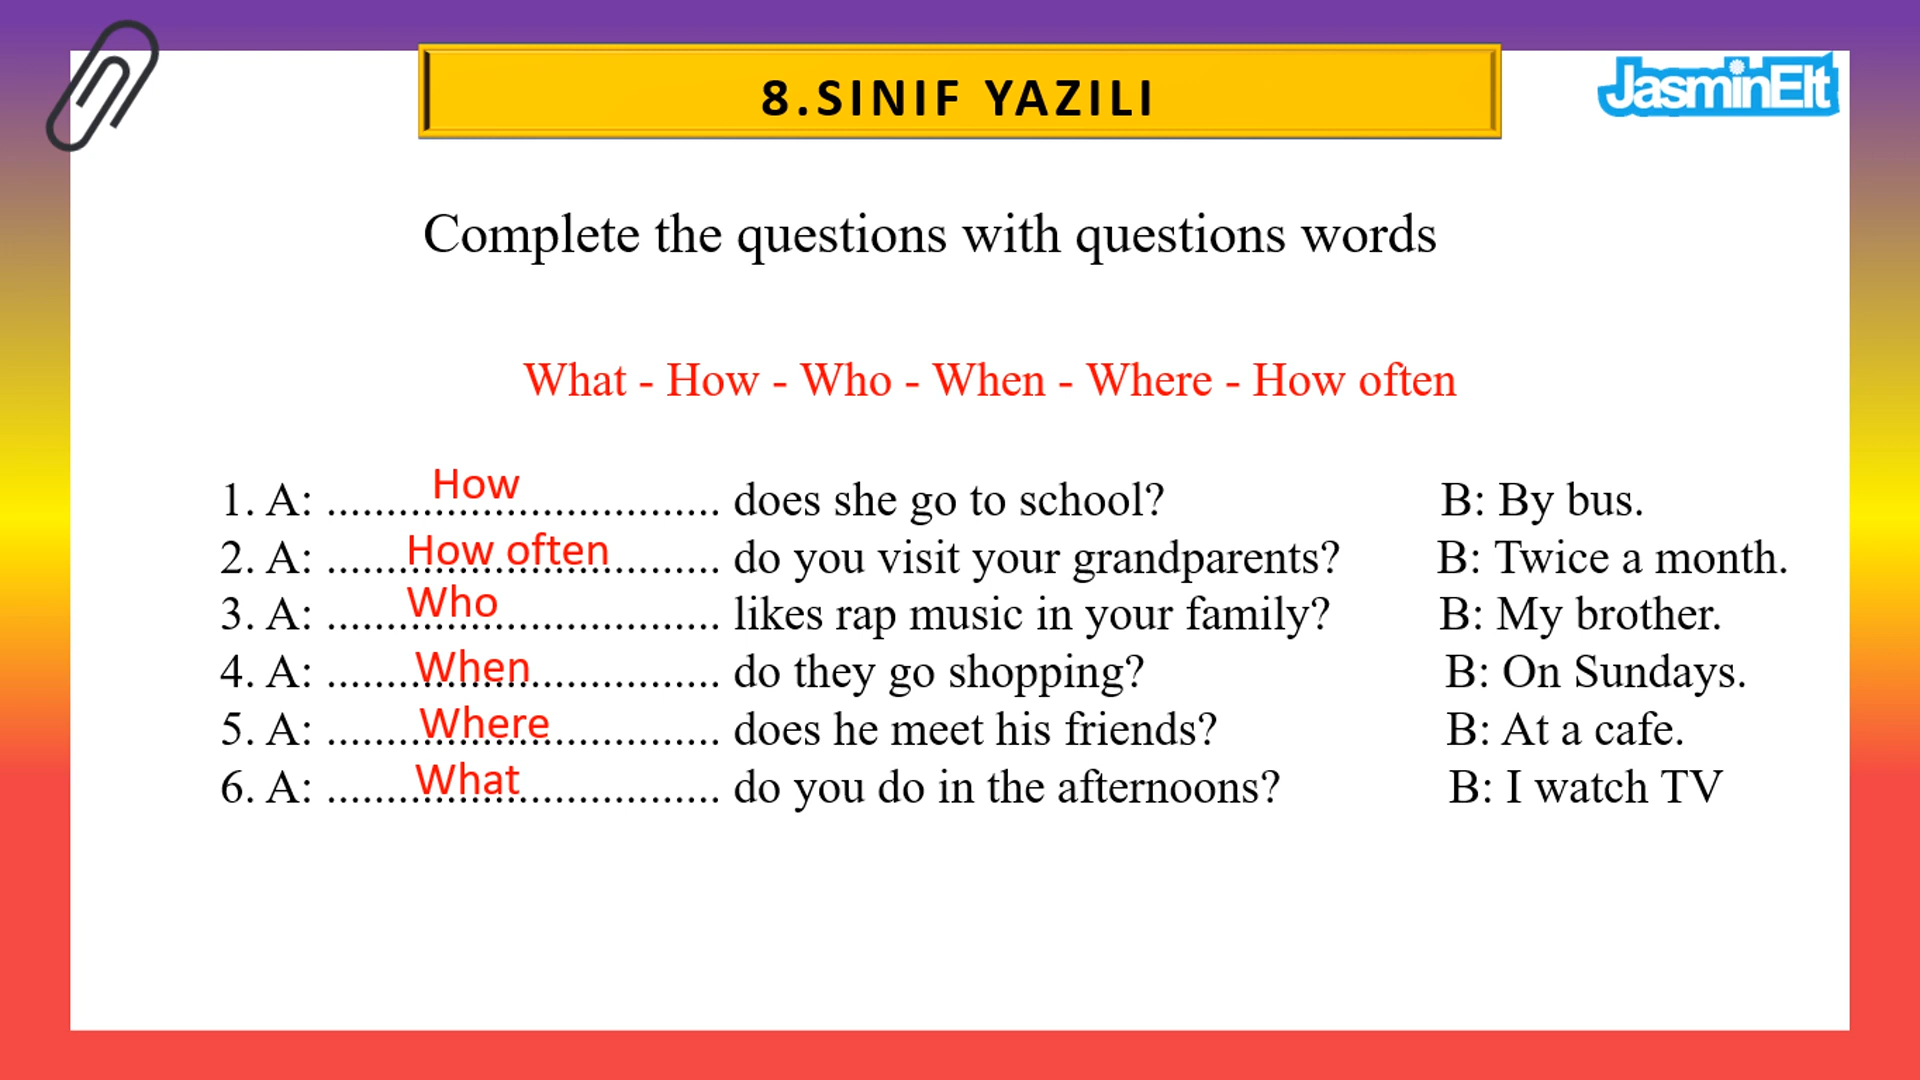 8.SINIF YAZILI
JasminElt
Complete the questions with questions words
What - How - Who - When - Where - How often
1. A: ................How................ does she go to school? B: By bus.
2. A: ................How often................ do you visit your grandparents? B: Twice a month.
3. A: ................Who................ likes rap music in your family? B: My brother.
4. A: ................When................ do they go shopping? B: On Sundays.
5. A: ................Where................ does he meet his friends? B: At a cafe.
6. A: ................What................ do you do in the afternoons? B: I watch TV